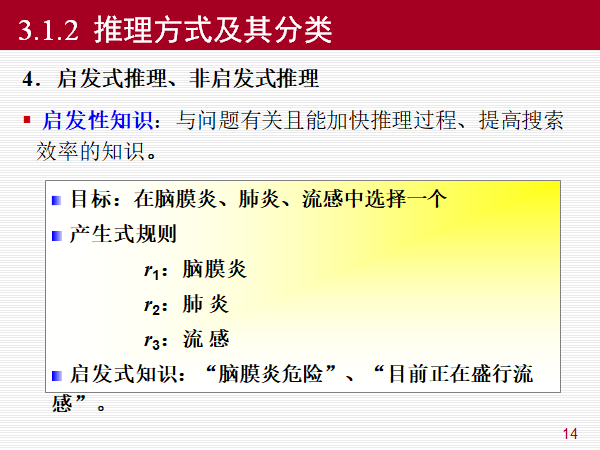 3.1.2 推理方式及其分类
4．启发式推理、非启发式推理
启发性知识：与问题有关且能加快推理过程、提高搜索
效率的知识。
目标：在脑膜炎、肺炎、流感中选择一个
产生式规则
r1：脑膜炎
r2：肺 炎
r3：流 感
启发式知识：“脑膜炎危险”、“目前正在盛行流
感”。
14